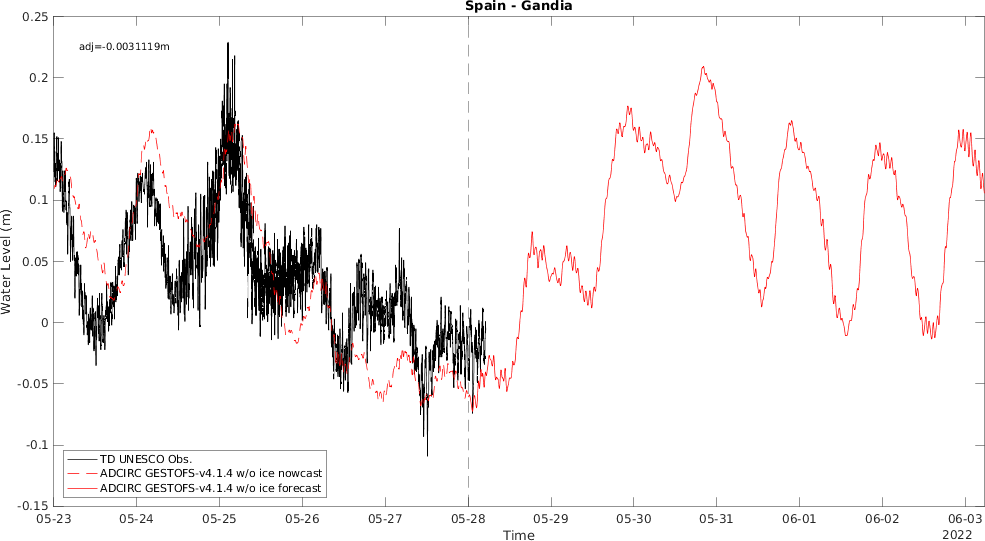 Spain - Gandia
adj=-0.0031119m
0.25
0.2
0.15
0.1
0.05
0
-0.05
-0.1
-0.15
Water Level (m)
TD UNESCO Obs.
ADCIRC GESTOFS-v4.1.4 w/o ice nowcast
ADCIRC GESTOFS-v4.1.4 w/o ice forecast
05-23 05-24 05-25 05-26 05-27 05-28 05-29 05-30 05-31 06-01 06-02 06-03
Time
2022